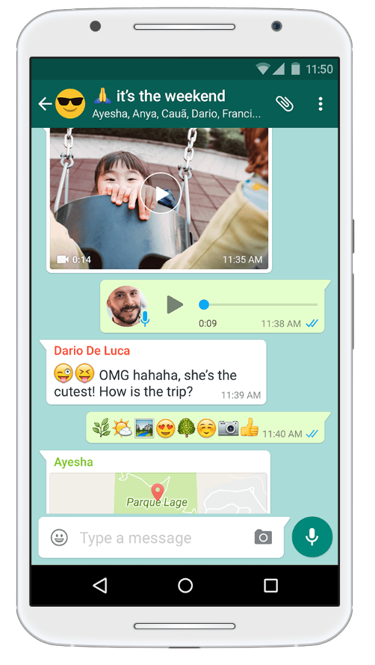 11:50
🙏 it's the weekend
Ayesha, Anya, Cauã, Dario, Franci...
0:14
11:35 AM
0:09
11:38 AM
Dario De Luca
😜😝 OMG hahaha, she's the
cutest! How is the trip?
11:39 AM
🌿🌤🏞😍🌳☺️📷👍 11:40 AM
Ayesha
Parque Lage
Type a message